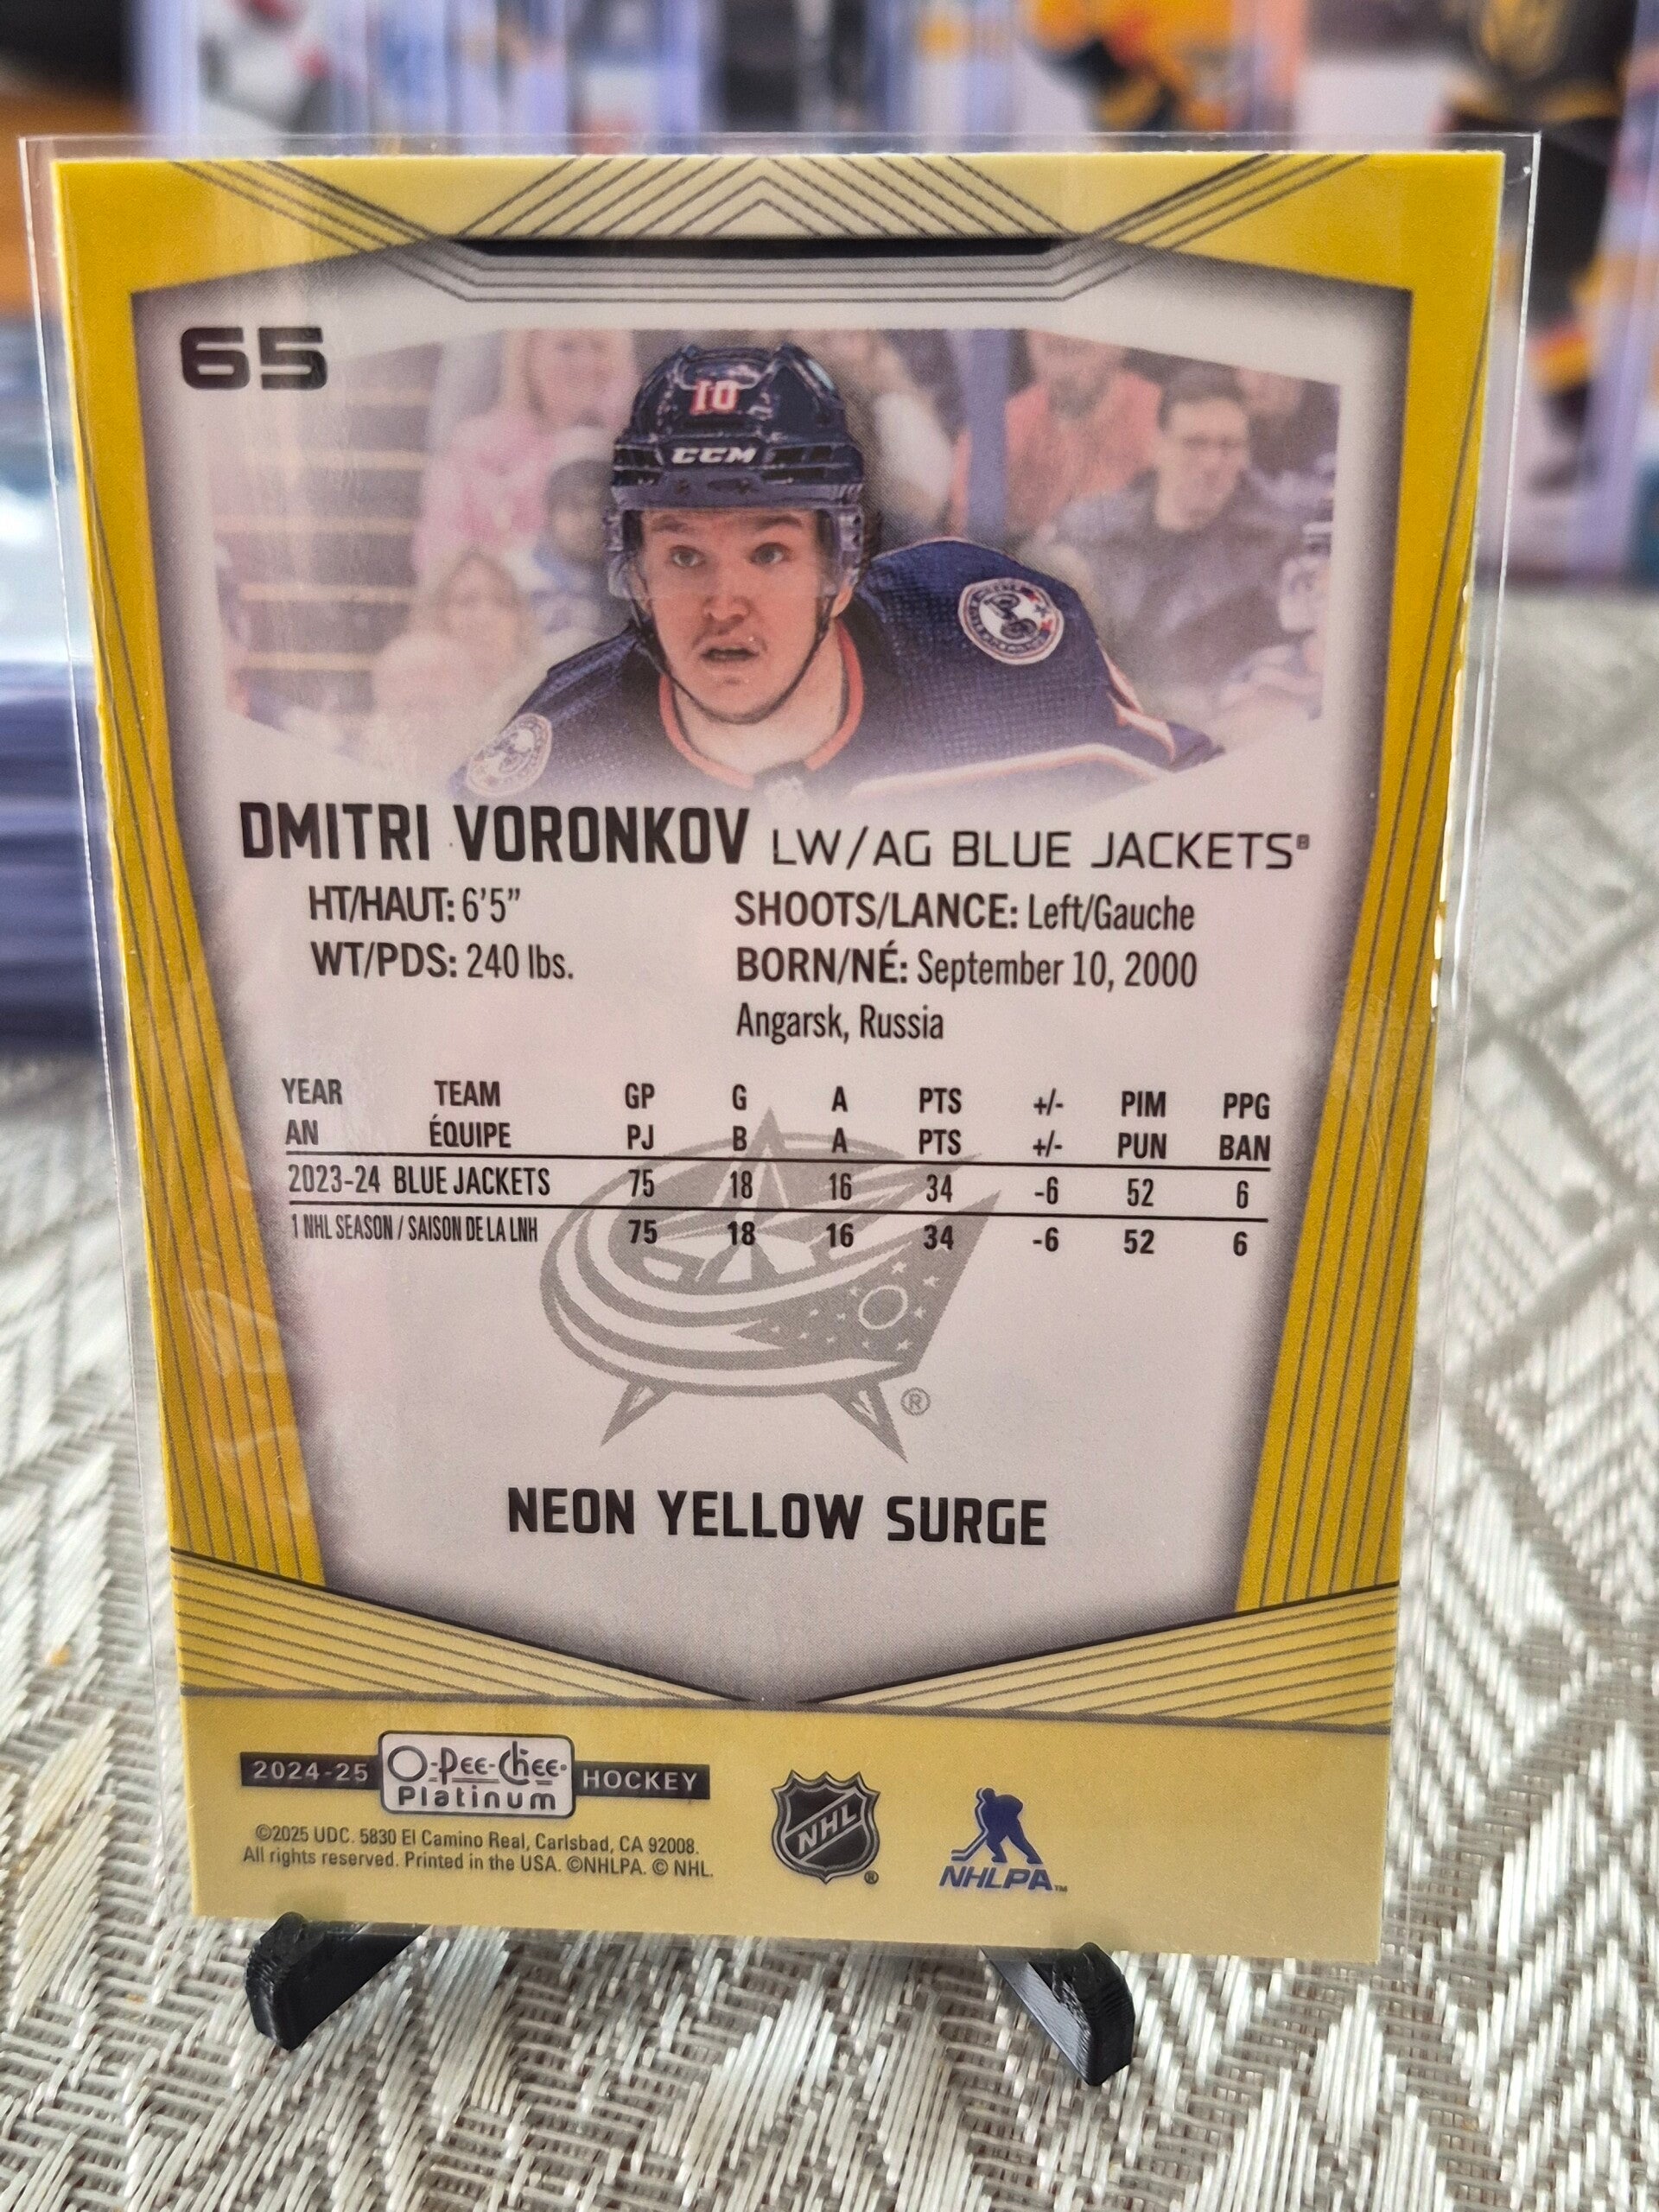 65
10
CCM
DMITRI VORONKOV LW/AG BLUE JACKETS®
HT/HAUT: 6'5" SHOOTS/LANCE: Left/Gauche
WT/PDS: 240 lbs. BORN/NÉ: September 10, 2000
Angarsk, Russia
YEAR TEAM GP G A PTS +/- PIM PPG
AN ÉQUIPE PJ B A PTS +/- PUN BAN
2023-24 BLUE JACKETS 75 18 16 34 -6 52 6
1 NHL SEASON / SAISON DE LA LNH 75 18 16 34 -6 52 6
®
NEON YELLOW SURGE
2024-25 O-Pee-Chee Platinum HOCKEY
©2025 UDC. 5830 El Camino Real, Carlsbad, CA 92008.
All rights reserved. Printed in the USA. ©NHLPA. © NHL.
NHL®
NHLPA™